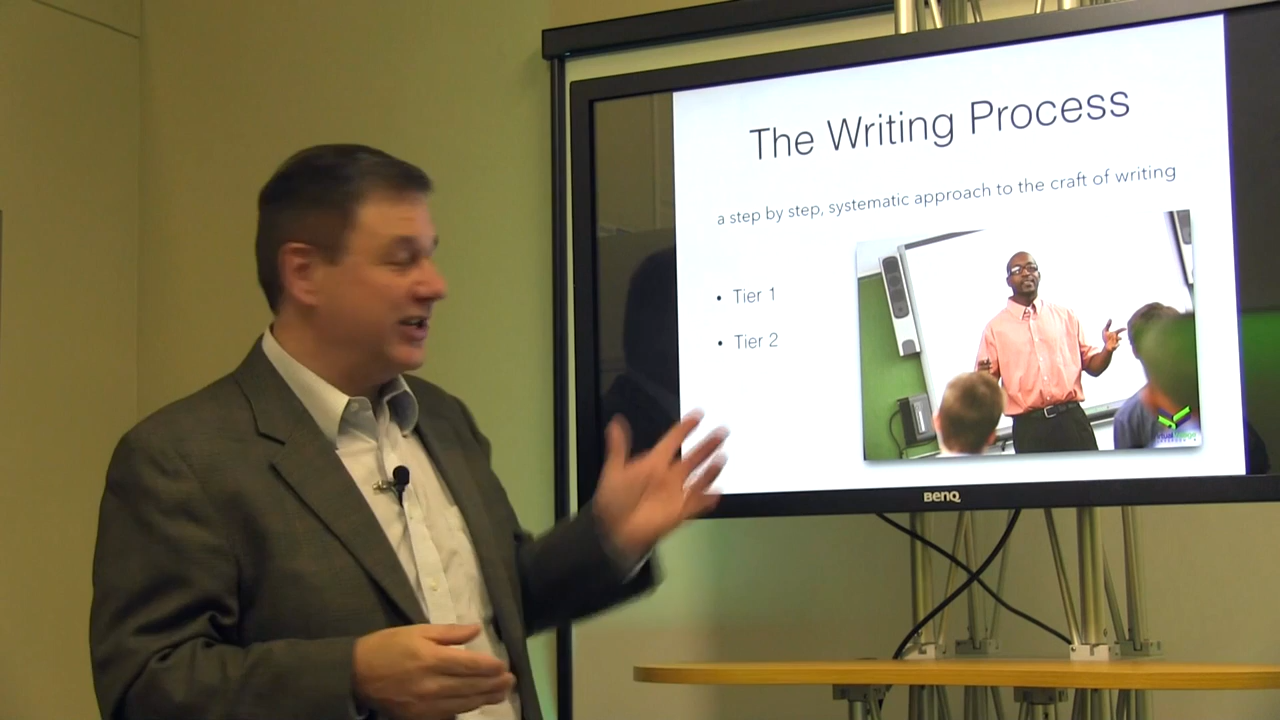 The Writing Process
a step by step, systematic approach to the craft of writing
• Tier 1
• Tier 2
BenQ